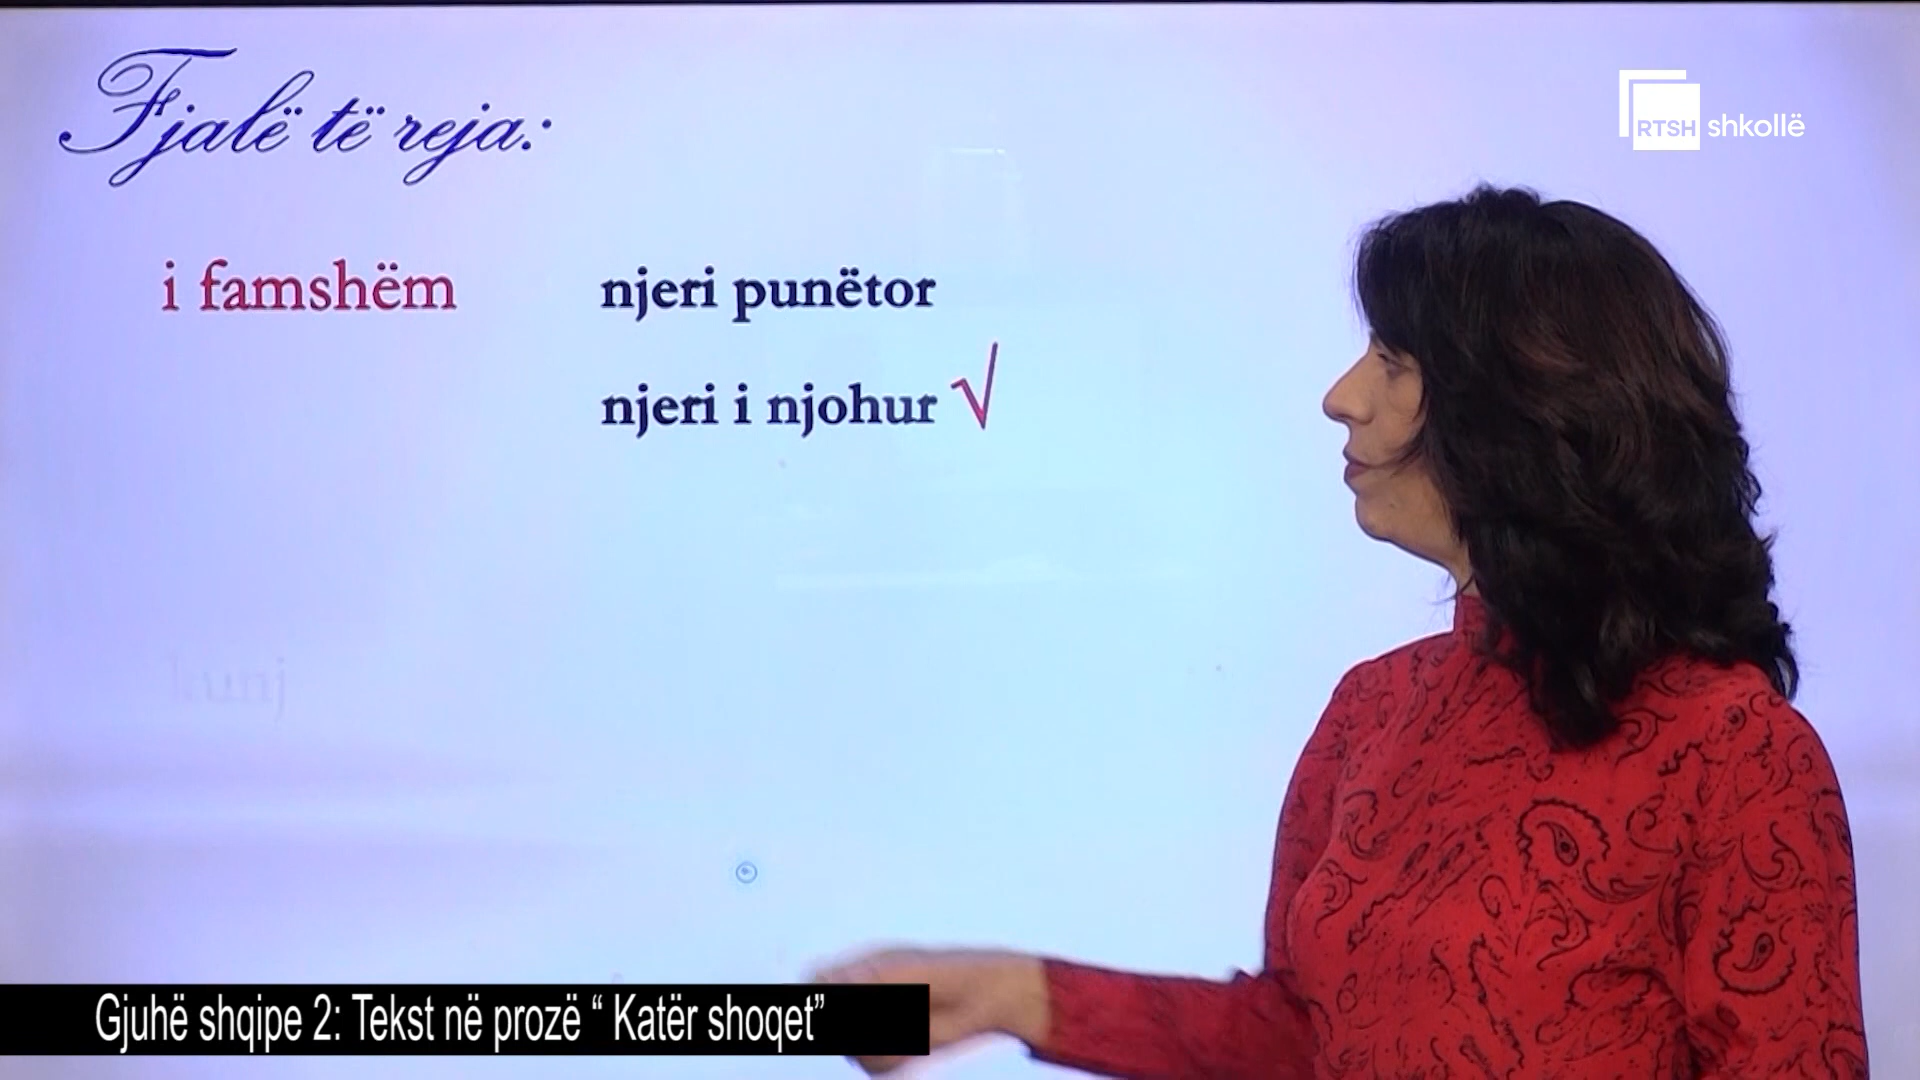 Fjalë të reja:
RTSH shkollë
i famshëm
njeri punëtor
njeri i njohur √
Gjuhë shqipe 2: Tekst në prozë “ Katër shoqet”